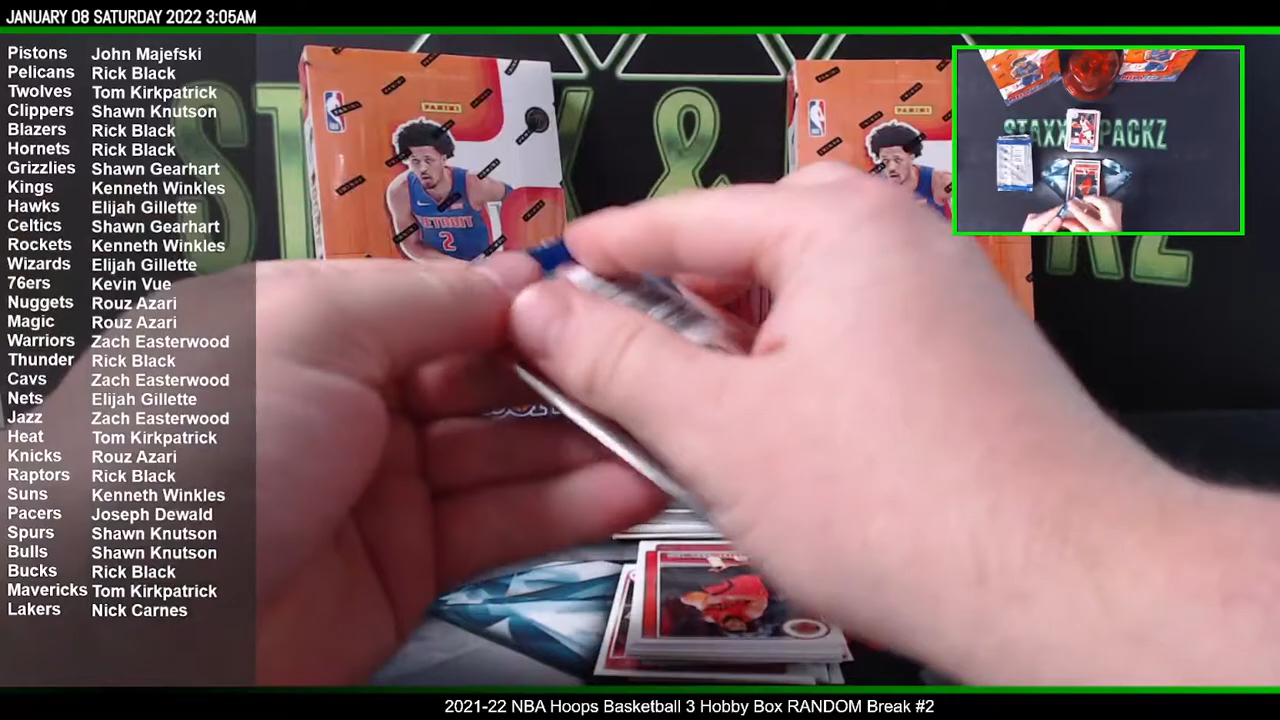 JANUARY 08 SATURDAY 2022 3:05AM
Pistons John Majefski
Pelicans Rick Black
Twolves Tom Kirkpatrick
Clippers Shawn Knutson
Blazers Rick Black
Hornets Rick Black
Grizzlies Shawn Gearhart
Kings Kenneth Winkles
Hawks Elijah Gillette
Celtics Shawn Gearhart
Rockets Kenneth Winkles
Wizards Elijah Gillette
76ers Kevin Vue
Nuggets Rouz Azari
Magic Rouz Azari
Warriors Zach Easterwood
Thunder Rick Black
Cavs Zach Easterwood
Nets Elijah Gillette
Jazz Zach Easterwood
Heat Tom Kirkpatrick
Knicks Rouz Azari
Raptors Rick Black
Suns Kenneth Winkles
Pacers Joseph Dewald
Spurs Shawn Knutson
Bulls Shawn Knutson
Bucks Rick Black
Mavericks Tom Kirkpatrick
Lakers Nick Carnes
PANINI
DETROIT
2
PANINI
2021-22 NBA Hoops Basketball 3 Hobby Box RANDOM Break #2